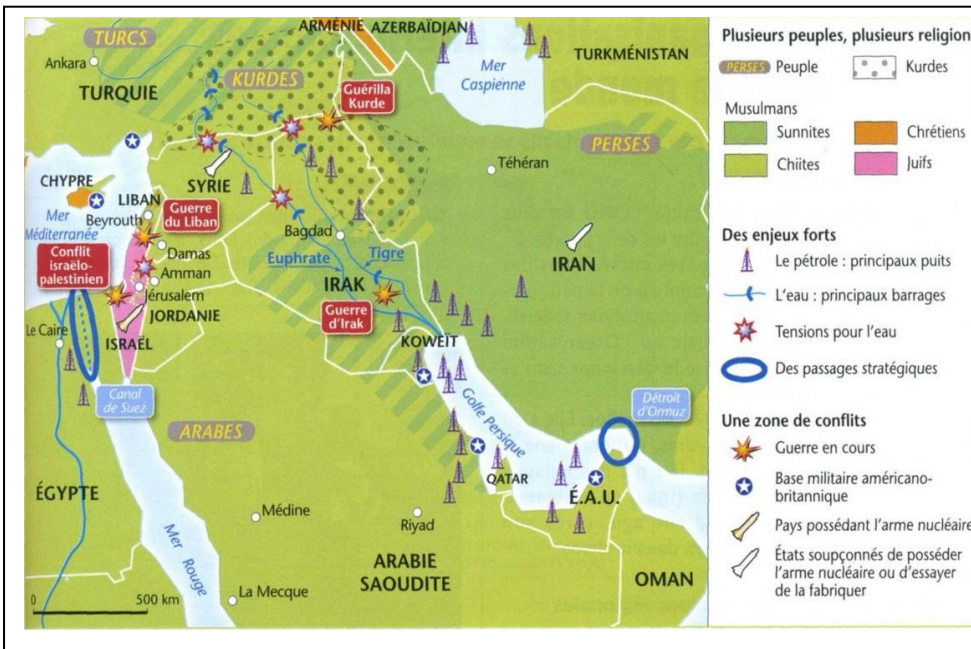 TURCS
Ankara
TURQUIE
KURDES
Guérilla
Kurde
ARMÉNIE
AZERBAÏDJAN
Mer
Caspienne
TURKMÉNISTAN
PERSES
Téhéran
IRAN
CHYPRE
Mer
Méditerranée
LIBAN
Beyrouth
Guerre
du Liban
SYRIE
Damas
Conflit
israëlo-
palestinien
Amman
Jérusalem
JORDANIE
ISRAËL
Le Caire
Canal
de Suez
Bagdad
Euphrate
Tigre
IRAK
Guerre
d'Irak
KOWEÏT
Golfe Persique
Détroit
d'Ormuz
ARABES
QATAR
É.A.U.
ÉGYPTE
Médine
Riyad
Mer Rouge
ARABIE
SAOUDITE
OMAN
La Mecque
0 500 km
Plusieurs peuples, plusieurs religion
PERSES Peuple
Kurdes
Musulmans
Sunnites
Chrétiens
Chiites
Juifs
Des enjeux forts
Le pétrole : principaux puits
L'eau : principaux barrages
Tensions pour l'eau
Des passages stratégiques
Une zone de conflits
Guerre en cours
Base militaire américano-
britannique
Pays possédant l'arme nucléaire
États soupçonnés de posséder
l'arme nucléaire ou d'essayer
de la fabriquer